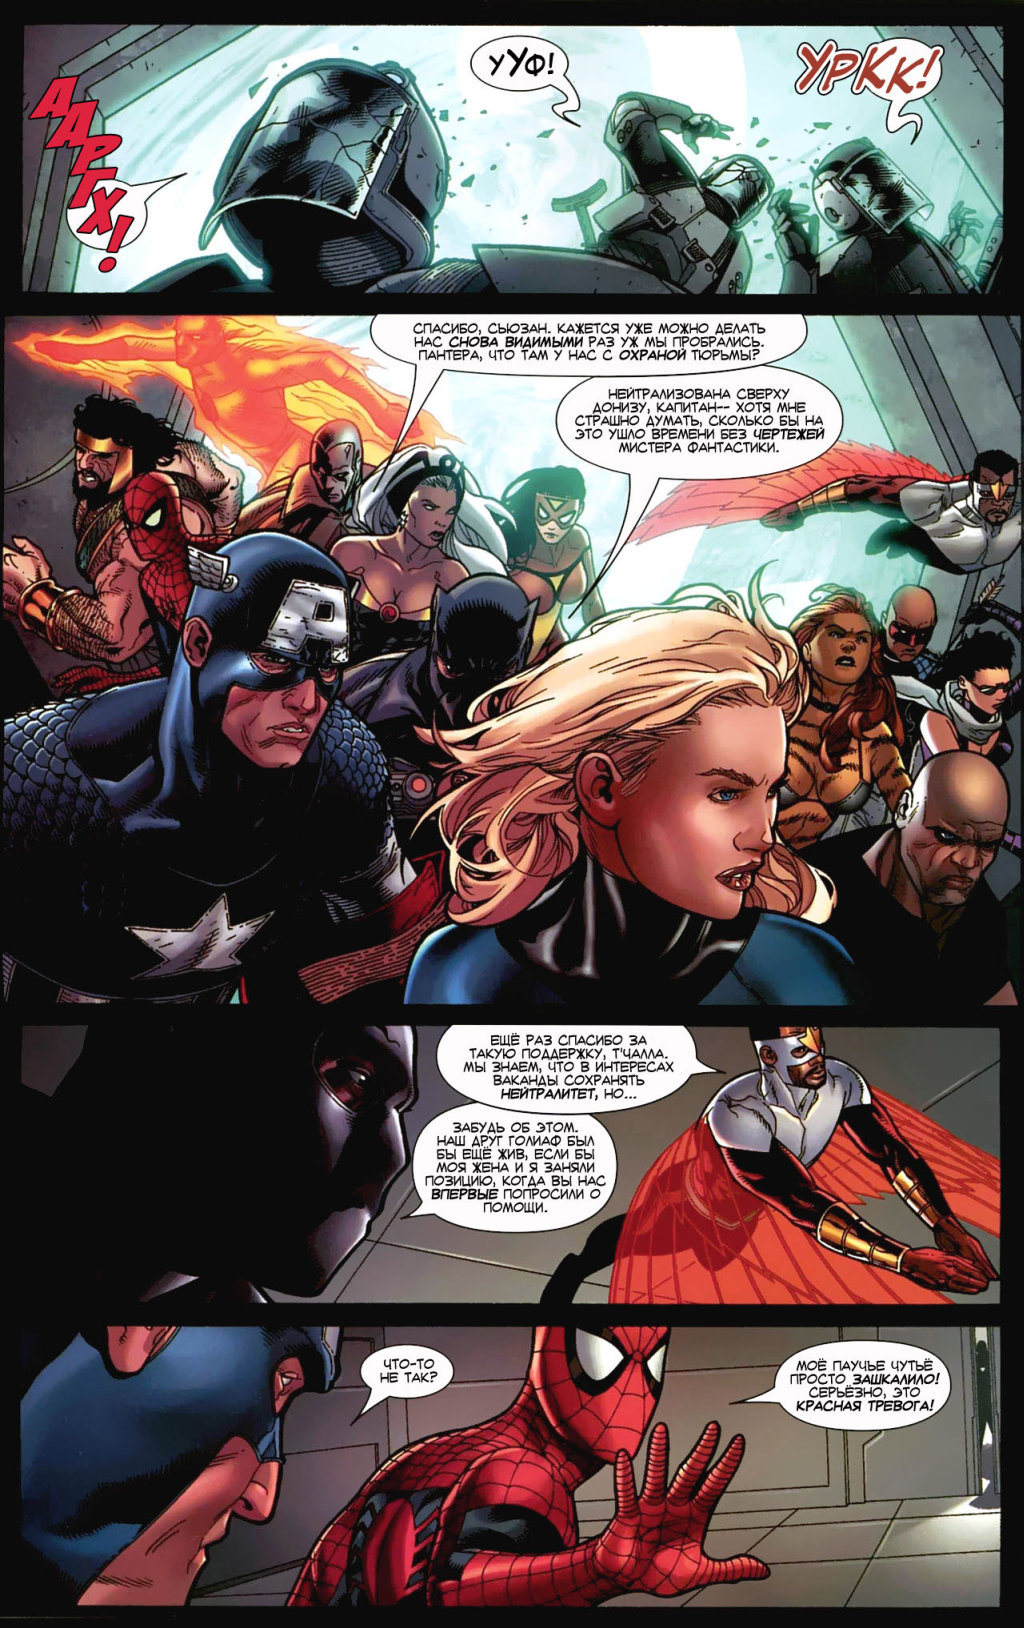 ААРГХ!
УУФ!
УРКК!
СПАСИБО, СЬЮЗАН. КАЖЕТСЯ УЖЕ МОЖНО ДЕЛАТЬ
НАС СНОВА ВИДИМЫМИ РАЗ УЖ МЫ ПРОБРАЛИСЬ.
ПАНТЕРА, ЧТО ТАМ У НАС С ОХРАНОЙ ТЮРЬМЫ?
НЕЙТРАЛИЗОВАНА СВЕРХУ
ДОНИЗУ, КАПИТАН-- ХОТЯ МНЕ
СТРАШНО ДУМАТЬ, СКОЛЬКО БЫ НА
ЭТО УШЛО ВРЕМЕНИ БЕЗ ЧЕРТЕЖЕЙ
МИСТЕРА ФАНТАСТИКИ.
ЕЩЁ РАЗ СПАСИБО ЗА
ТАКУЮ ПОДДЕРЖКУ, Т'ЧАЛЛА.
МЫ ЗНАЕМ, ЧТО В ИНТЕРЕСАХ
ВАКАНДЫ СОХРАНЯТЬ
НЕЙТРАЛИТЕТ, НО...
ЗАБУДЬ ОБ ЭТОМ.
НАШ ДРУГ ГОЛИАФ БЫЛ
БЫ ЕЩЁ ЖИВ, ЕСЛИ БЫ
МОЯ ЖЕНА И Я ЗАНЯЛИ
ПОЗИЦИЮ, КОГДА ВЫ НАС
ВПЕРВЫЕ ПОПРОСИЛИ О
ПОМОЩИ.
ЧТО-ТО
НЕ ТАК?
МОЁ ПАУЧЬЕ ЧУТЬЁ
ПРОСТО ЗАШКАЛИЛО!
СЕРЬЁЗНО, ЭТО
КРАСНАЯ ТРЕВОГА!